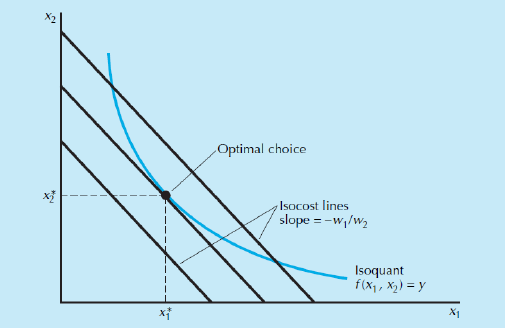 x₂
Optimal choice
x₂*
Isocost lines
slope = –w₁/w₂
Isoquant
f(x₁, x₂) = y
x₁*
x₁